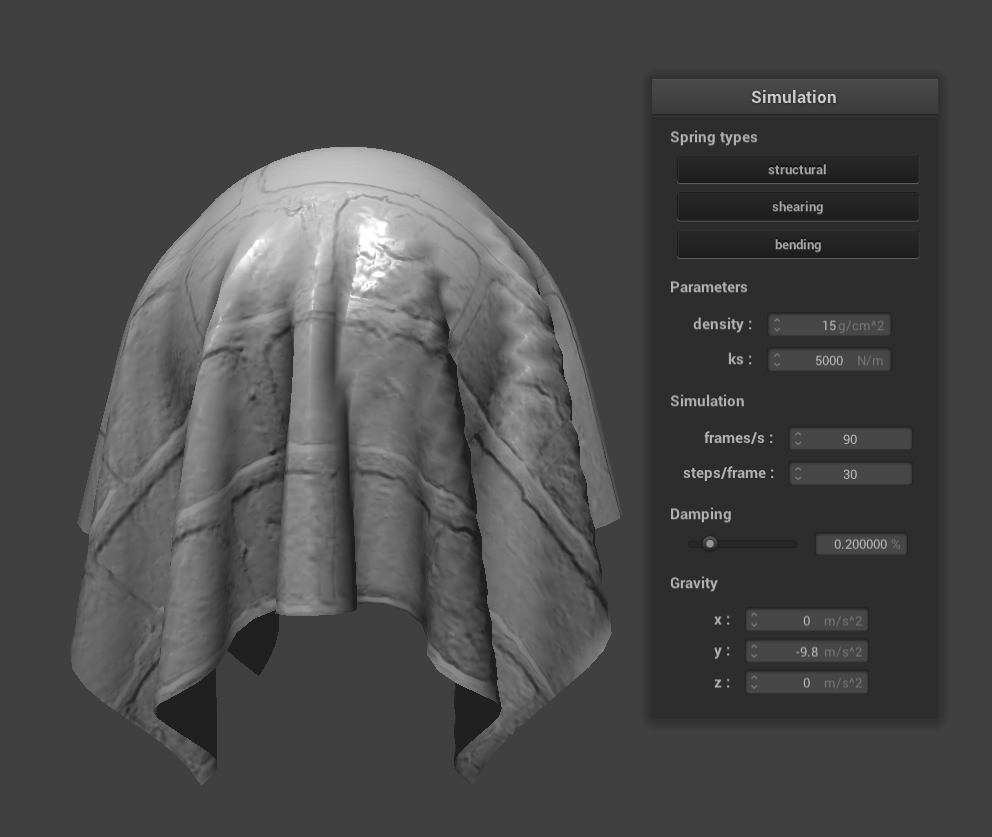 Simulation
Spring types
structural
shearing
bending
Parameters
density : 15 g/cm^2
ks : 5000 N/m
Simulation
frames/s : 90
steps/frame : 30
Damping
0.200000 %
Gravity
x : 0 m/s^2
y : -9.8 m/s^2
z : 0 m/s^2